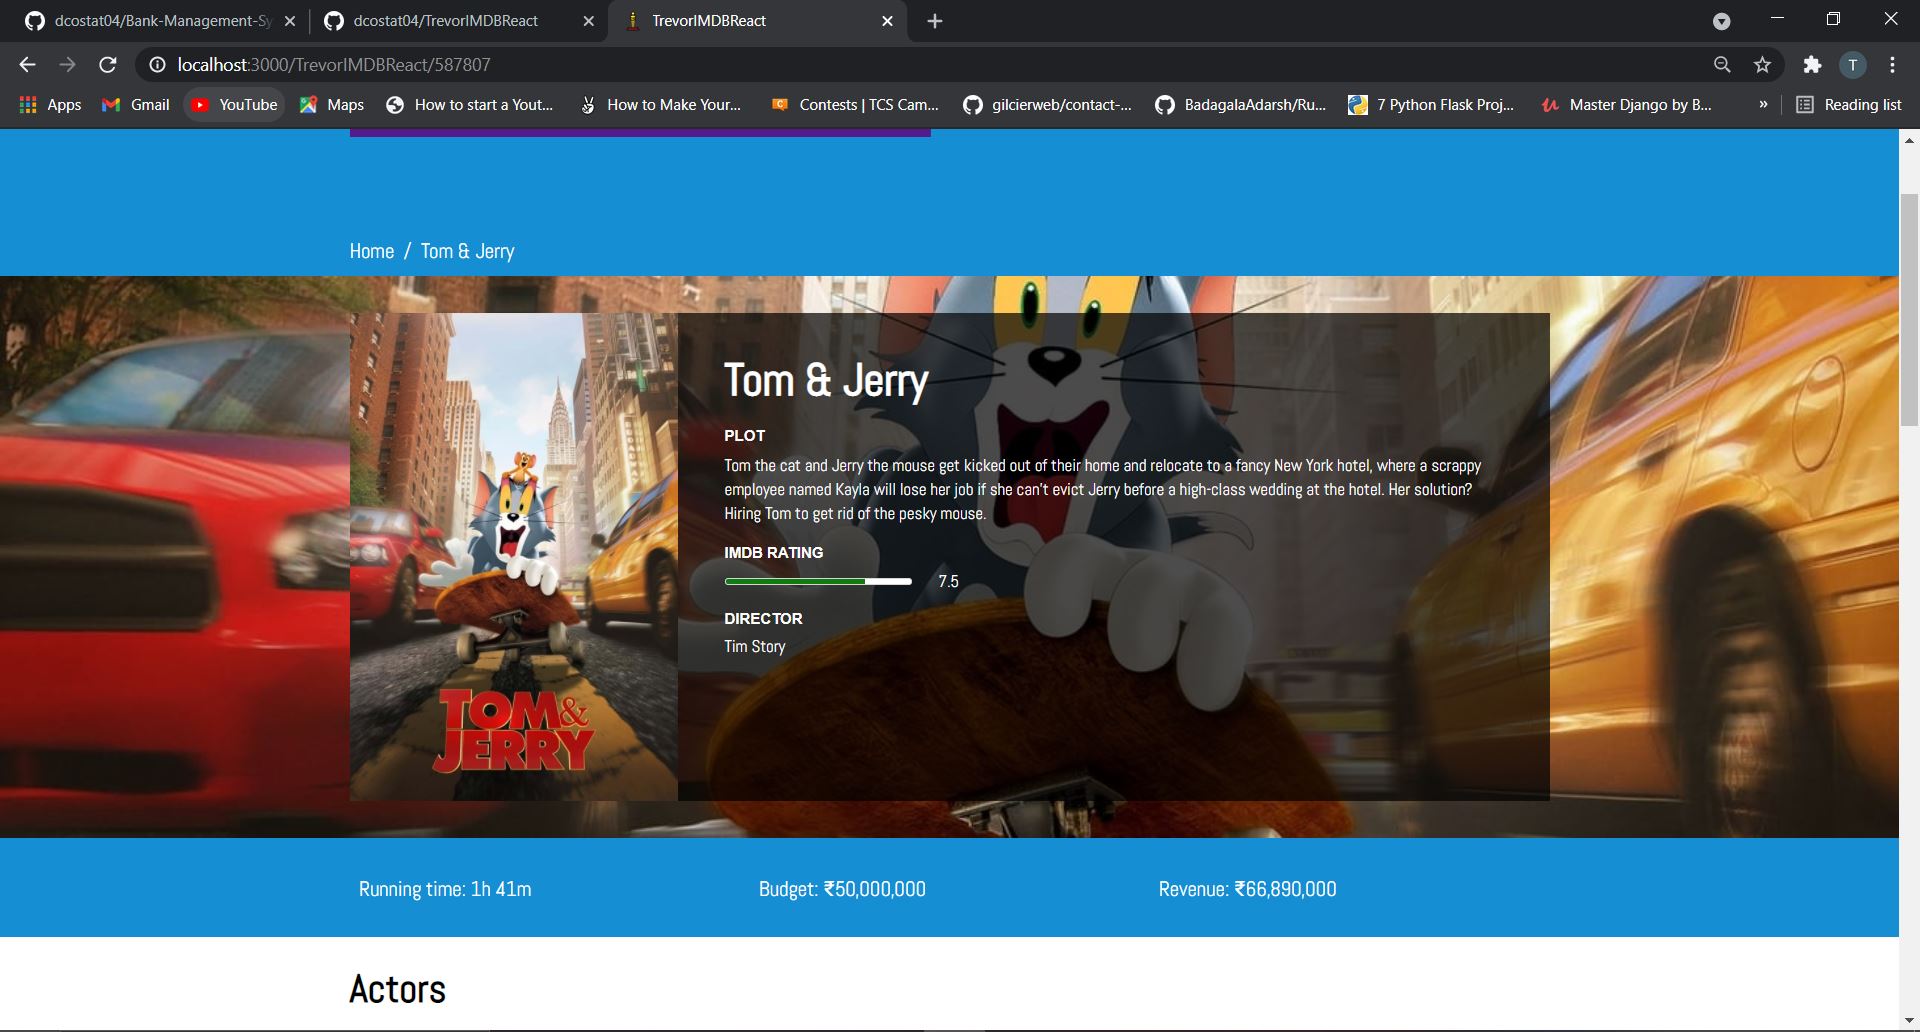 dcostat04/Bank-Management-Sy
dcostat04/TrevorIMDBReact
TrevorIMDBReact
localhost:3000/TrevorIMDBReact/587807
T
Apps
Gmail
YouTube
Maps
How to start a Yout...
How to Make Your...
Contests | TCS Cam...
gilcierweb/contact-...
BadagalaAdarsh/Ru...
7 Python Flask Proj...
Master Django by B...
»
Reading list
Home / Tom & Jerry
Tom & Jerry
PLOT
Tom the cat and Jerry the mouse get kicked out of their home and relocate to a fancy New York hotel, where a scrappy
employee named Kayla will lose her job if she can't evict Jerry before a high-class wedding at the hotel. Her solution?
Hiring Tom to get rid of the pesky mouse.
IMDB RATING
7.5
DIRECTOR
Tim Story
TOM&
JERRY
Running time: 1h 41m
Budget: ₹50,000,000
Revenue: ₹66,890,000
Actors